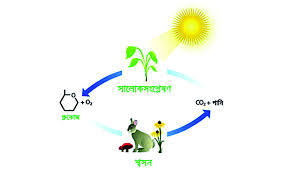 সালোকসংশ্লেষণ
O
+ O₂
গ্লুকোজ
CO₂ + পানি
শ্বসন